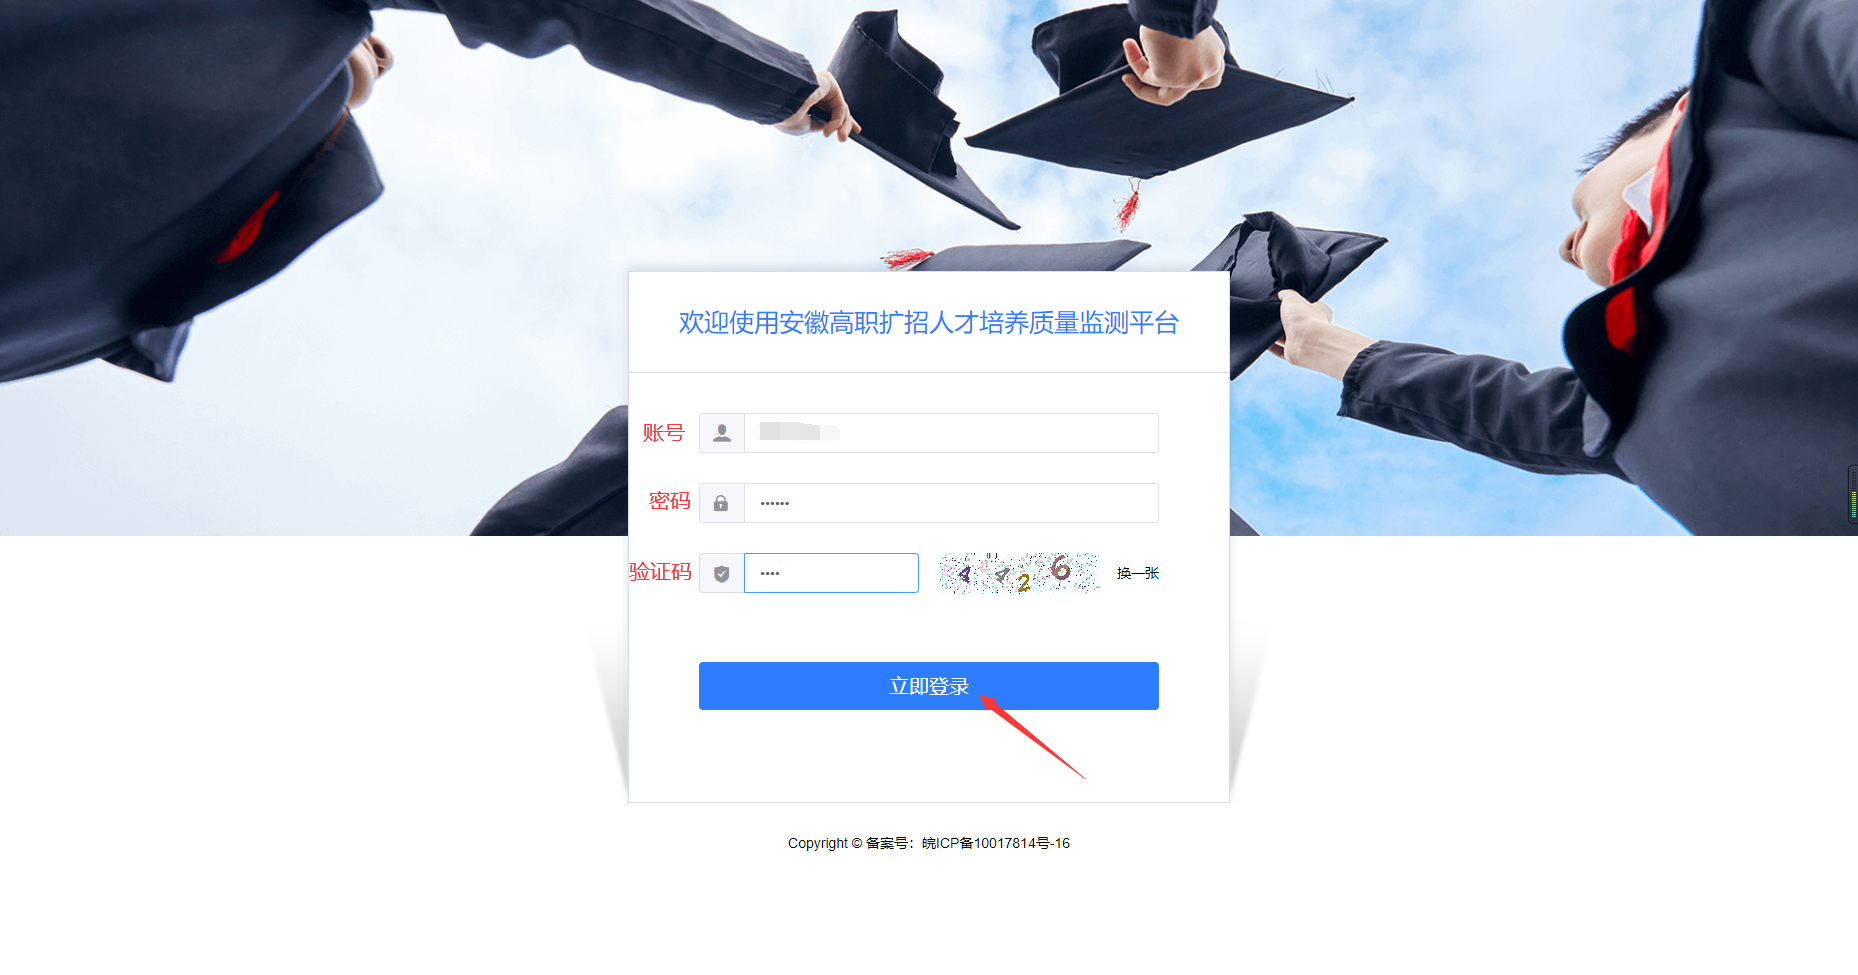 欢迎使用安徽高职扩招人才培养质量监测平台
账号
密码 ······
验证码 ···· 换一张
立即登录
Copyright © 备案号：皖ICP备10017814号-16